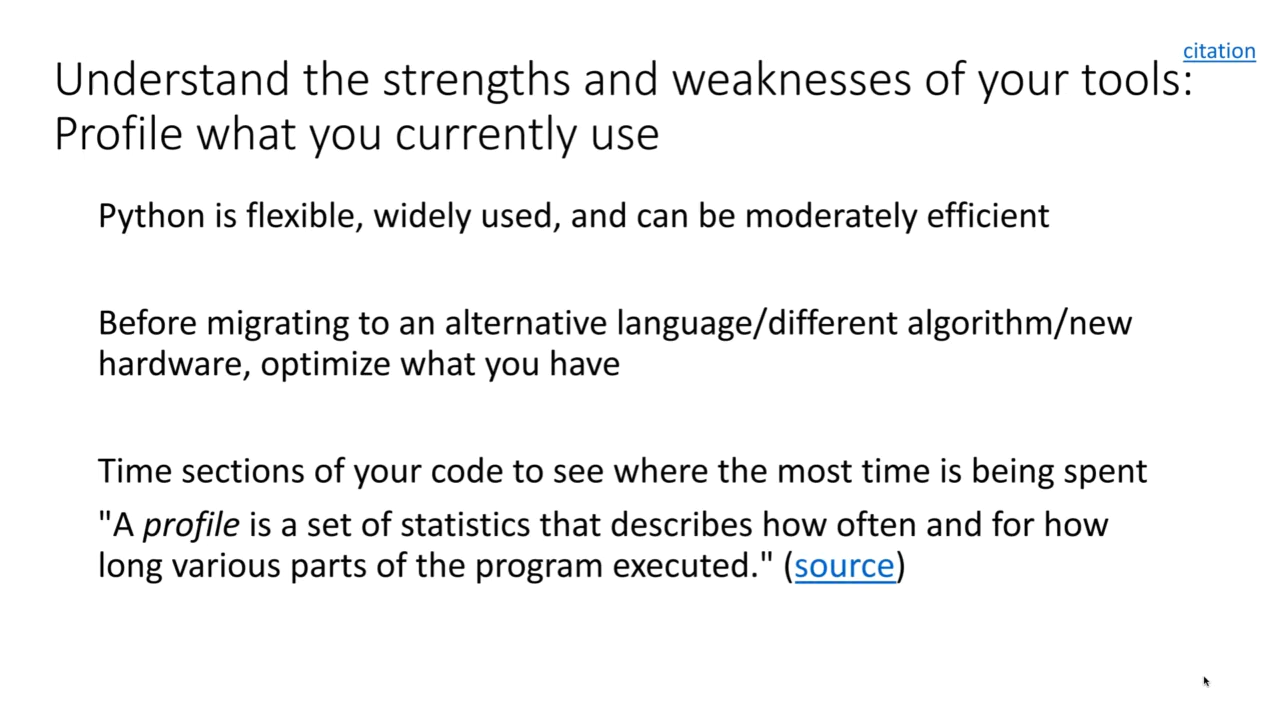 citation
Understand the strengths and weaknesses of your tools:
Profile what you currently use
Python is flexible, widely used, and can be moderately efficient
Before migrating to an alternative language/different algorithm/new
hardware, optimize what you have
Time sections of your code to see where the most time is being spent
"A profile is a set of statistics that describes how often and for how
long various parts of the program executed." (source)